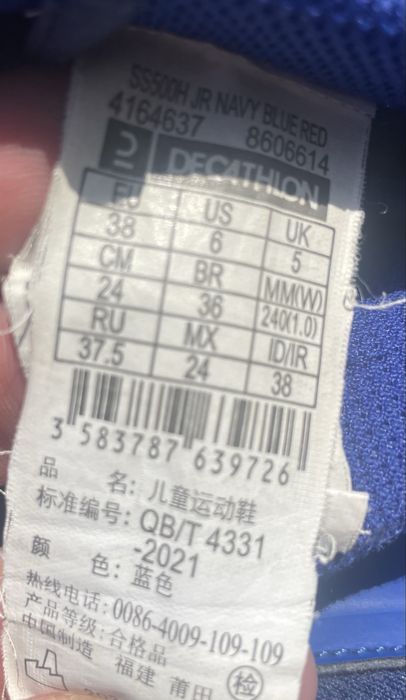 SS500H JR NAVY BLUE RED
4164637 8606614
DECATHLON
EU US UK
38 6 5
CM BR MM(W)
24 36 240(1.0)
RU MX ID/IR
37.5 24 38
3 583787 639726
品 名: 儿童运动鞋
标准编号: QB/T 4331
-2021
颜 色: 蓝色
热线电话: 0086-4009-109-109
产品等级: 合格品
中国制造 福建 莆田
检